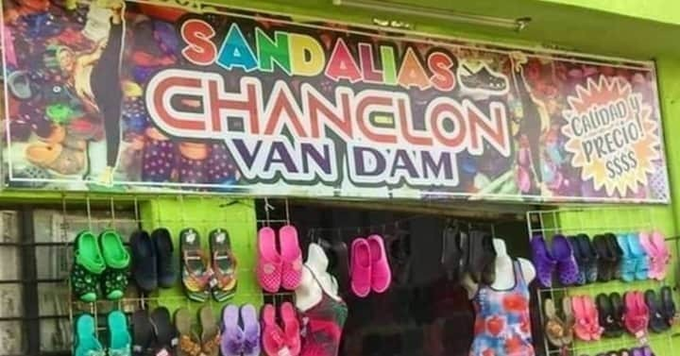 SANDALIAS
CHANCLON
VAN DAM
CALIDAD Y
PRECIO!
$$$$